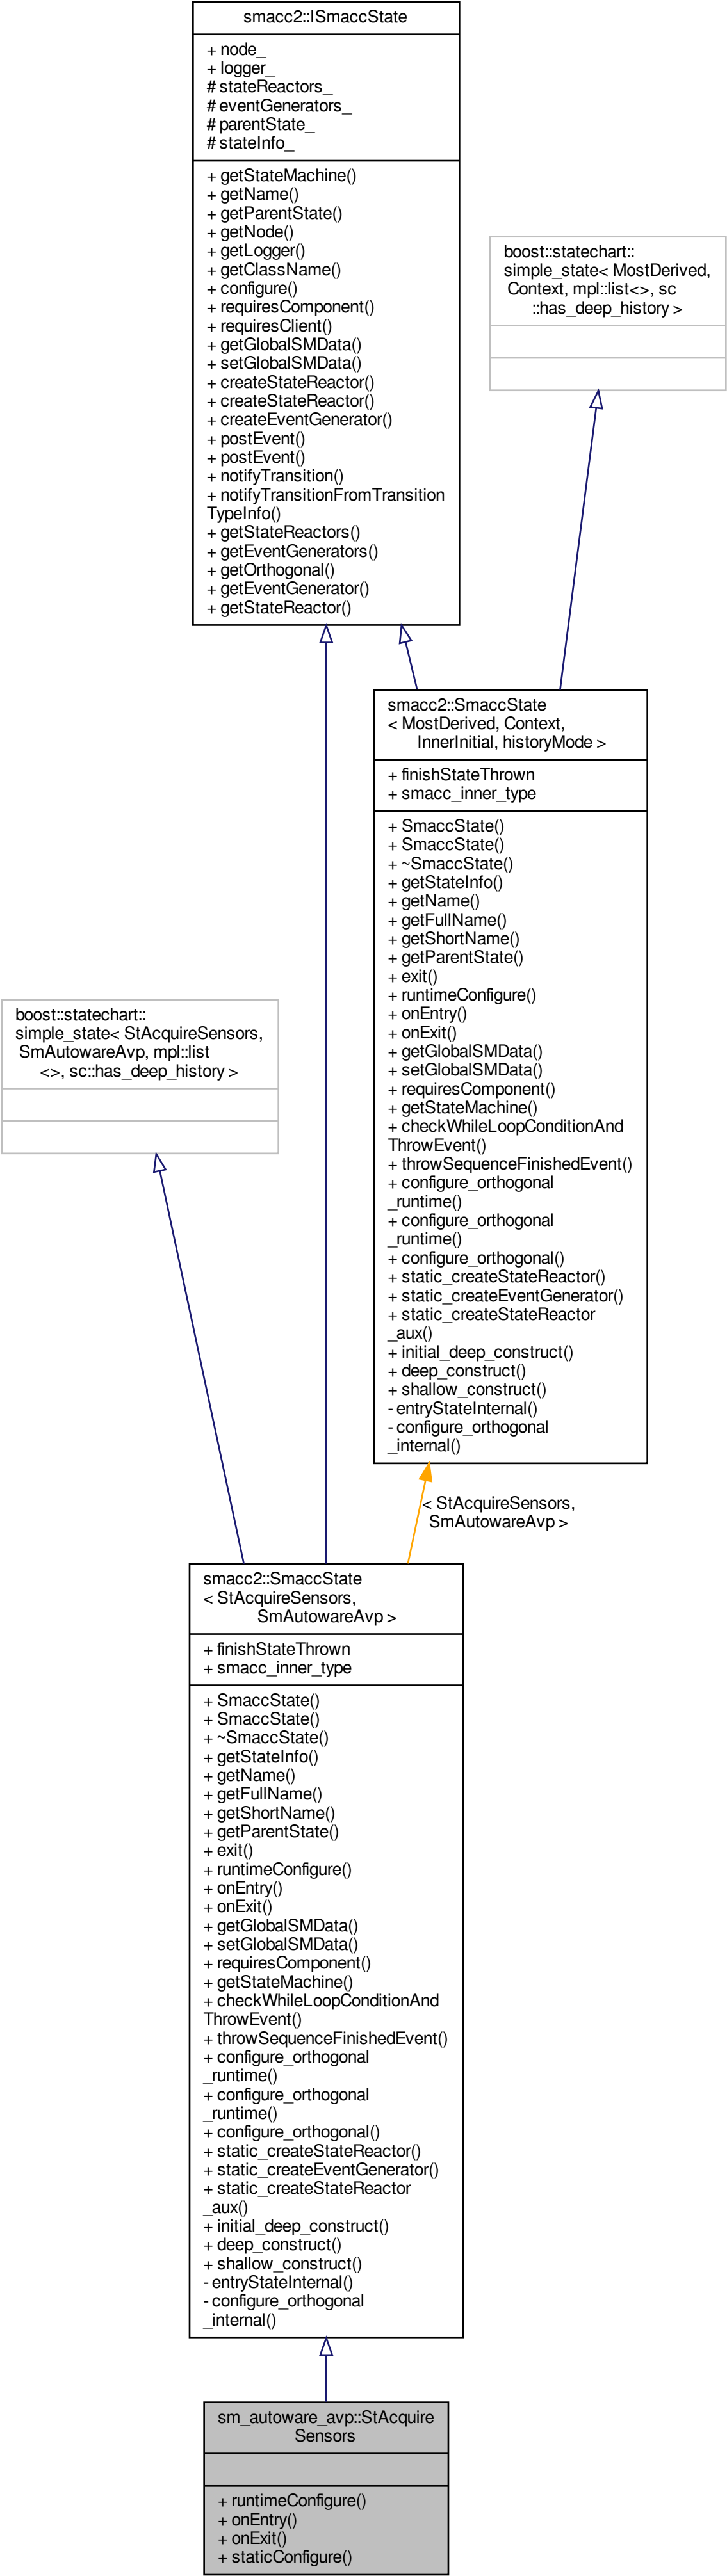 smacc2::ISmaccState
+ node_
+ logger_
# stateReactors_
# eventGenerators_
# parentState_
# stateInfo_
+ getStateMachine()
+ getName()
+ getParentState()
+ getNode()
+ getLogger()
+ getClassName()
+ configure()
+ requiresComponent()
+ requiresClient()
+ getGlobalSMData()
+ setGlobalSMData()
+ createStateReactor()
+ createStateReactor()
+ createEventGenerator()
+ postEvent()
+ postEvent()
+ notifyTransition()
+ notifyTransitionFromTransition
TypeInfo()
+ getStateReactors()
+ getEventGenerators()
+ getOrthogonal()
+ getEventGenerator()
+ getStateReactor()
boost::statechart::
simple_state< MostDerived,
Context, mpl::list<>, sc
::has_deep_history >
smacc2::SmaccState
< MostDerived, Context,
InnerInitial, historyMode >
+ finishStateThrown
+ smacc_inner_type
+ SmaccState()
+ SmaccState()
+ ~SmaccState()
+ getStateInfo()
+ getName()
+ getFullName()
+ getShortName()
+ getParentState()
+ exit()
+ runtimeConfigure()
+ onEntry()
+ onExit()
+ getGlobalSMData()
+ setGlobalSMData()
+ requiresComponent()
+ getStateMachine()
+ checkWhileLoopConditionAnd
ThrowEvent()
+ throwSequenceFinishedEvent()
+ configure_orthogonal
_runtime()
+ configure_orthogonal
_runtime()
+ configure_orthogonal()
+ static_createStateReactor()
+ static_createEventGenerator()
+ static_createStateReactor
_aux()
+ initial_deep_construct()
+ deep_construct()
+ shallow_construct()
- entryStateInternal()
- configure_orthogonal
_internal()
boost::statechart::
simple_state< StAcquireSensors,
SmAutowareAvp, mpl::list
<>, sc::has_deep_history >
< StAcquireSensors,
SmAutowareAvp >
smacc2::SmaccState
< StAcquireSensors,
SmAutowareAvp >
+ finishStateThrown
+ smacc_inner_type
+ SmaccState()
+ SmaccState()
+ ~SmaccState()
+ getStateInfo()
+ getName()
+ getFullName()
+ getShortName()
+ getParentState()
+ exit()
+ runtimeConfigure()
+ onEntry()
+ onExit()
+ getGlobalSMData()
+ setGlobalSMData()
+ requiresComponent()
+ getStateMachine()
+ checkWhileLoopConditionAnd
ThrowEvent()
+ throwSequenceFinishedEvent()
+ configure_orthogonal
_runtime()
+ configure_orthogonal
_runtime()
+ configure_orthogonal()
+ static_createStateReactor()
+ static_createEventGenerator()
+ static_createStateReactor
_aux()
+ initial_deep_construct()
+ deep_construct()
+ shallow_construct()
- entryStateInternal()
- configure_orthogonal
_internal()
sm_autoware_avp::StAcquire
Sensors
+ runtimeConfigure()
+ onEntry()
+ onExit()
+ staticConfigure()